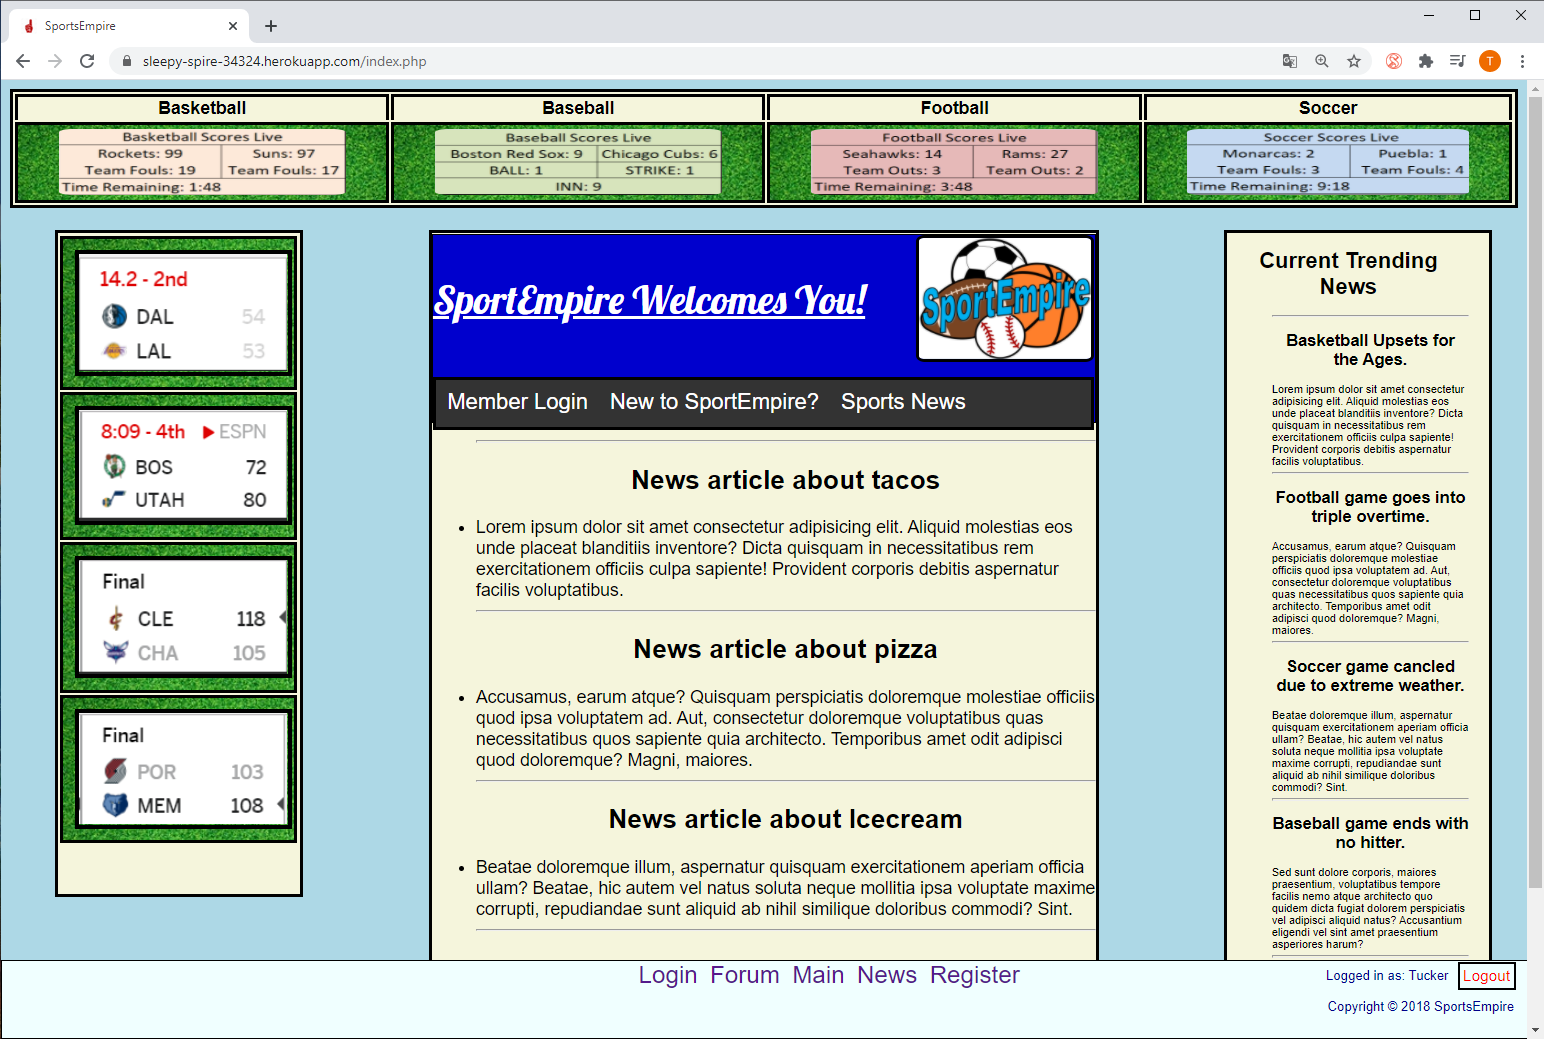 SportsEmpire
sleepy-spire-34324.herokuapp.com/index.php
T
Basketball Baseball Football Soccer
Basketball Scores Live
Rockets: 99 Suns: 97
Team Fouls: 19 Team Fouls: 17
Time Remaining: 1:48
Baseball Scores Live
Boston Red Sox: 9 Chicago Cubs: 6
BALL: 1 STRIKE: 1
INN: 9
Football Scores Live
Seahawks: 14 Rams: 27
Team Outs: 3 Team Outs: 2
Time Remaining: 3:48
Soccer Scores Live
Monarcas: 2 Puebla: 1
Team Fouls: 3 Team Fouls: 4
Time Remaining: 9:18
14.2 - 2nd
DAL 54
LAL 53
8:09 - 4th ESPN
BOS 72
UTAH 80
Final
CLE 118
CHA 105
Final
POR 103
MEM 108
SportEmpire Welcomes You!
SportEmpire
Member Login New to SportEmpire? Sports News
News article about tacos
• Lorem ipsum dolor sit amet consectetur adipisicing elit. Aliquid molestias eos
unde placeat blanditiis inventore? Dicta quisquam in necessitatibus rem
exercitationem officiis culpa sapiente! Provident corporis debitis aspernatur
facilis voluptatibus.
News article about pizza
• Accusamus, earum atque? Quisquam perspiciatis doloremque molestiae officiis
quod ipsa voluptatem ad. Aut, consectetur doloremque voluptatibus quas
necessitatibus quos sapiente quia architecto. Temporibus amet odit adipisci
quod doloremque? Magni, maiores.
News article about Icecream
• Beatae doloremque illum, aspernatur quisquam exercitationem aperiam officia
ullam? Beatae, hic autem vel natus soluta neque mollitia ipsa voluptate maxime
corrupti, repudiandae sunt aliquid ab nihil similique doloribus commodi? Sint.
Current Trending
News
Basketball Upsets for
the Ages.
Lorem ipsum dolor sit amet consectetur
adipisicing elit. Aliquid molestias eos
unde placeat blanditiis inventore? Dicta
quisquam in necessitatibus rem
exercitationem officiis culpa sapiente!
Provident corporis debitis aspernatur
facilis voluptatibus.
Football game goes into
triple overtime.
Accusamus, earum atque? Quisquam
perspiciatis doloremque molestiae
officiis quod ipsa voluptatem ad. Aut,
consectetur doloremque voluptatibus
quas necessitatibus quos sapiente quia
architecto. Temporibus amet odit
adipisci quod doloremque? Magni,
maiores.
Soccer game cancled
due to extreme weather.
Beatae doloremque illum, aspernatur
quisquam exercitationem aperiam officia
ullam? Beatae, hic autem vel natus
soluta neque mollitia ipsa voluptate
maxime corrupti, repudiandae sunt
aliquid ab nihil similique doloribus
commodi? Sint.
Baseball game ends with
no hitter.
Sed sunt dolore corporis, maiores
praesentium, voluptatibus tempore
facilis nemo atque architecto quo
quidem dicta fugiat dolorem perspiciatis
vel adipisci aliquid natus? Accusantium
eligendi vel sint amet praesentium
asperiores harum?
Login Forum Main News Register
Logged in as: Tucker Logout
Copyright © 2018 SportsEmpire